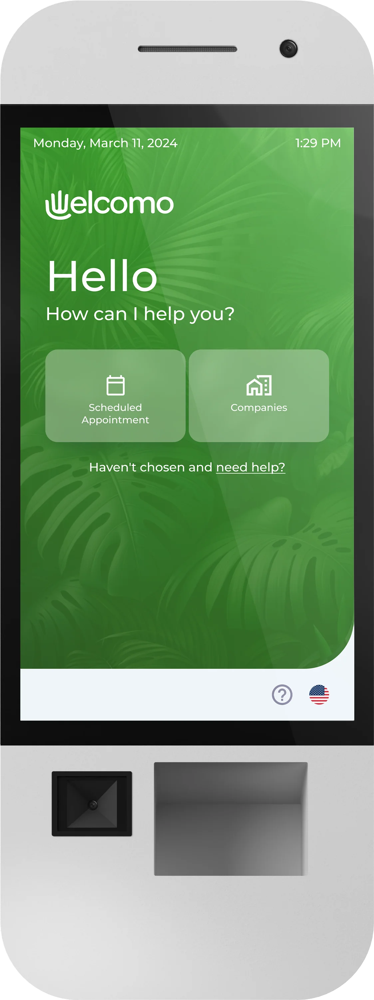 Monday, March 11, 2024 1:29 PM
Welcomo
Hello
How can I help you?
Scheduled
Appointment
Companies
Haven't chosen and need help?
?